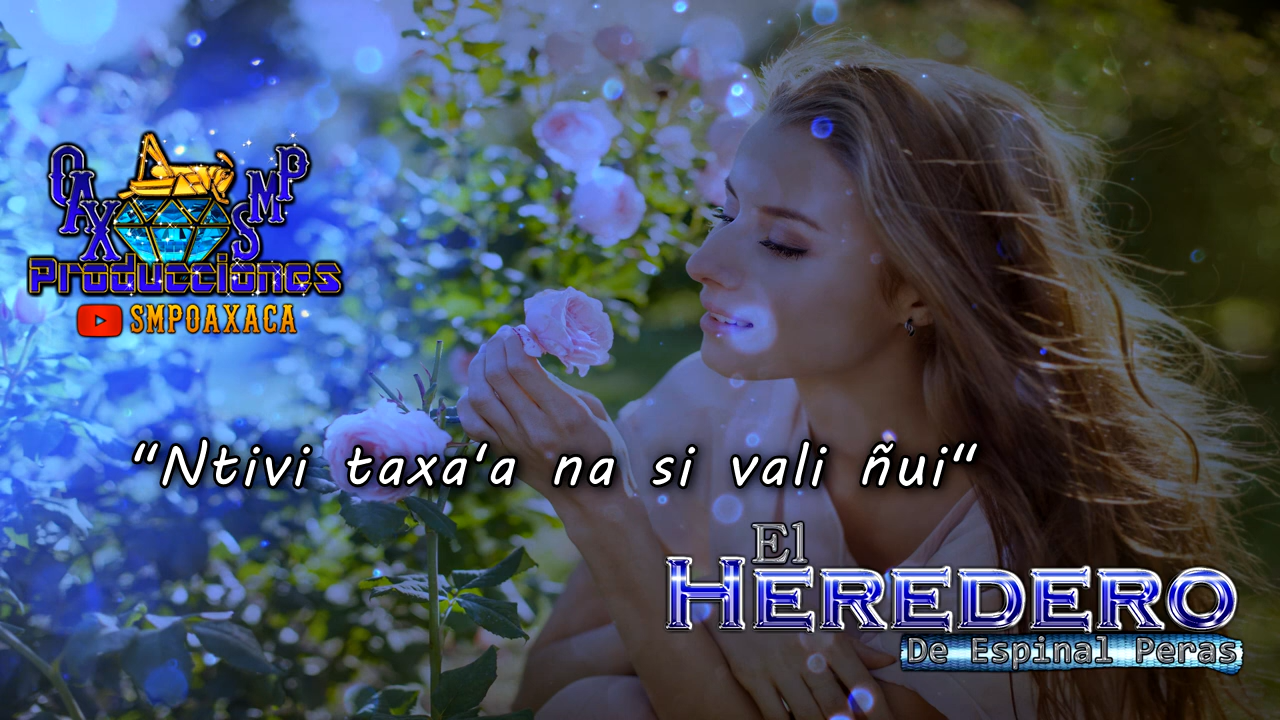 OAX SMP
Producciones
SMPOAXACA
“Ntivi taxa‘a na si vali ñui“
El
HEREDERO
De Espinal Peras